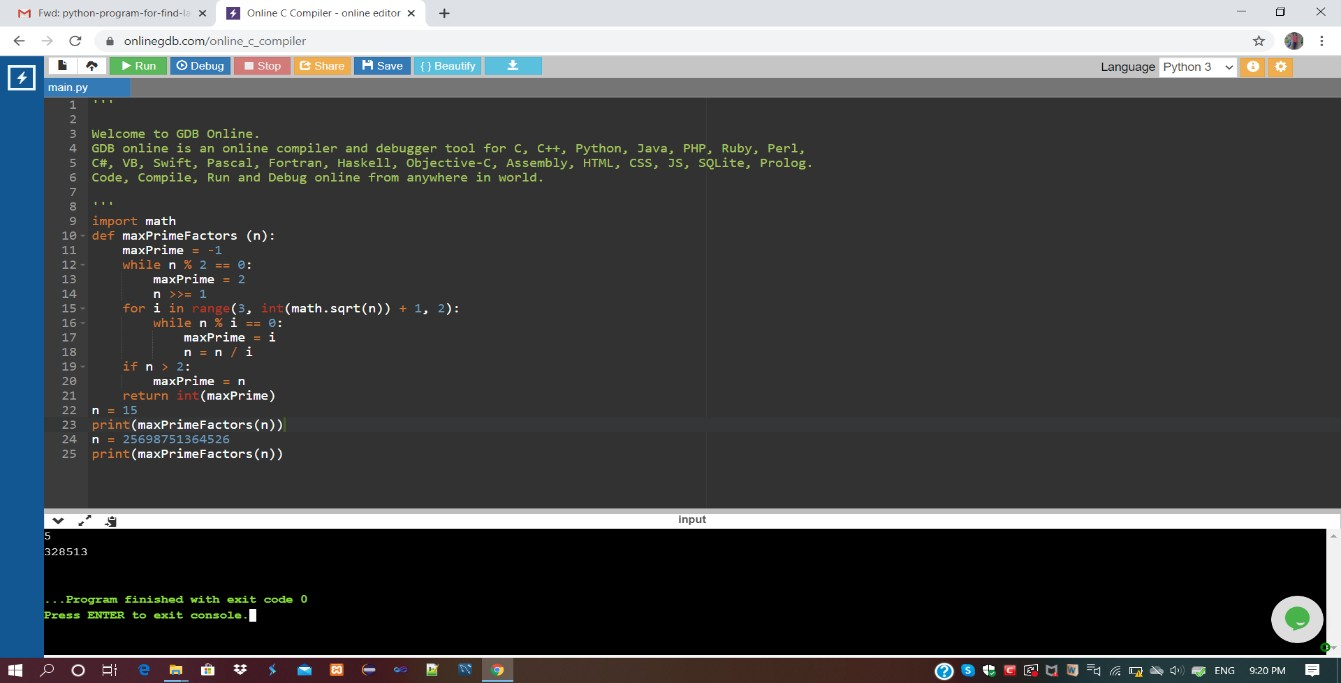 Fwd: python-program-for-find-la
Online C Compiler - online editor
onlinegdb.com/online_c_compiler
Run Debug Stop Share Save { } Beautify
Language Python 3
main.py
1 '''
2
3 Welcome to GDB Online.
4 GDB online is an online compiler and debugger tool for C, C++, Python, Java, PHP, Ruby, Perl,
5 C#, VB, Swift, Pascal, Fortran, Haskell, Objective-C, Assembly, HTML, CSS, JS, SQLite, Prolog.
6 Code, Compile, Run and Debug online from anywhere in world.
7
8 '''
9 import math
10 def maxPrimeFactors (n):
11 maxPrime = -1
12 while n % 2 == 0:
13 maxPrime = 2
14 n >>= 1
15 for i in range(3, int(math.sqrt(n)) + 1, 2):
16 while n % i == 0:
17 maxPrime = i
18 n = n / i
19 if n > 2:
20 maxPrime = n
21 return int(maxPrime)
22 n = 15
23 print(maxPrimeFactors(n))
24 n = 25698751364526
25 print(maxPrimeFactors(n))
input
5
328513
...Program finished with exit code 0
Press ENTER to exit console.
ENG 9:20 PM